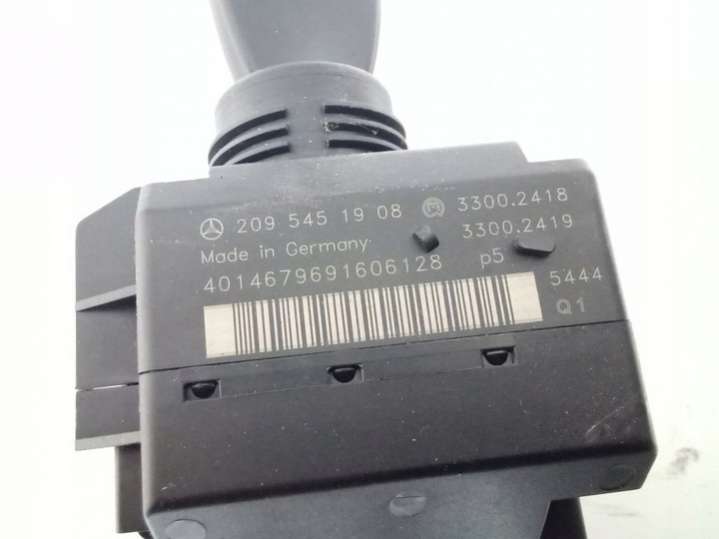 209 545 19 08 3300.2418
Made in Germany 3300.2419
4014679691606128 p5
5444
Q1